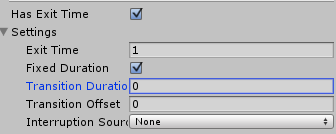 Has Exit Time
Settings
Exit Time 1
Fixed Duration
Transition Duratio 0
Transition Offset 0
Interruption Sourc None